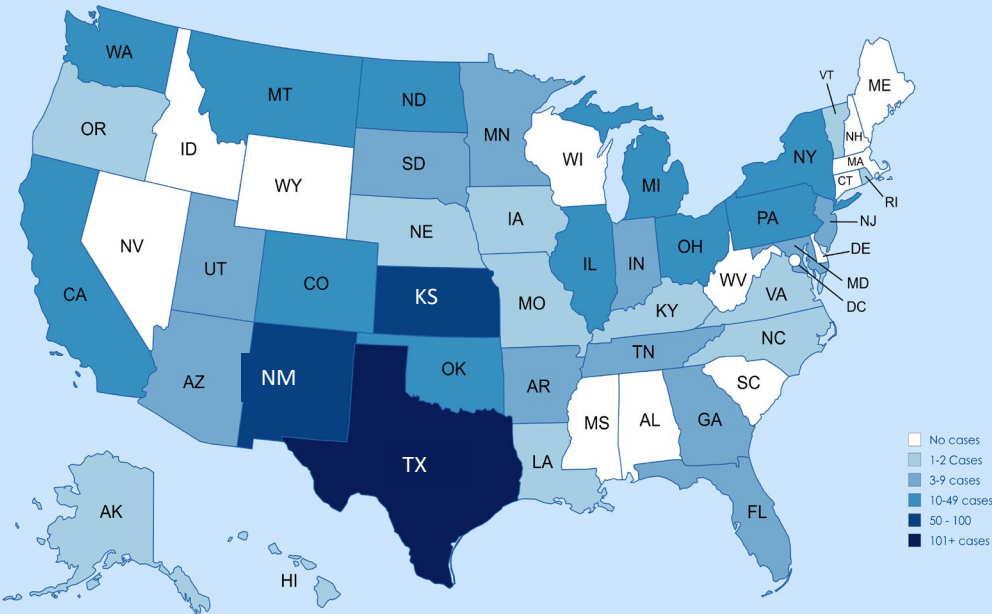 WA
MT
ND
MN
VT
ME
OR
ID
SD
WI
NH
NY
MA
WY
MI
CT
RI
IA
NE
PA
NJ
NV
UT
CO
IL
IN
OH
DE
CA
KS
MO
WV
MD
VA
DC
KY
NC
AZ
NM
OK
TN
AR
SC
MS
AL
GA
TX
LA
FL
AK
HI
No cases
1-2 Cases
3-9 cases
10-49 cases
50 - 100
101+ cases